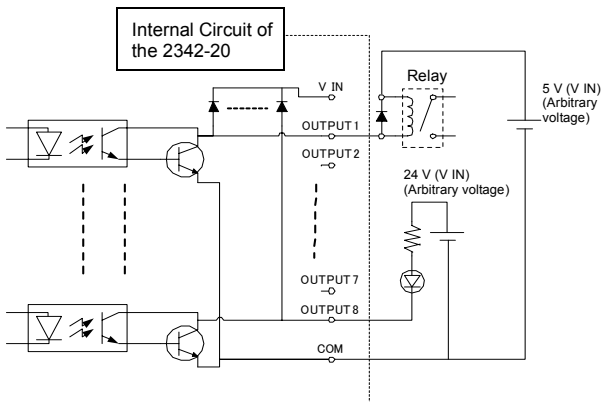 Internal Circuit of
the 2342-20
V IN
Relay
5 V (V IN)
(Arbitrary
voltage)
OUTPUT 1
OUTPUT 2
24 V (V IN)
(Arbitrary voltage)
OUTPUT 7
OUTPUT 8
COM